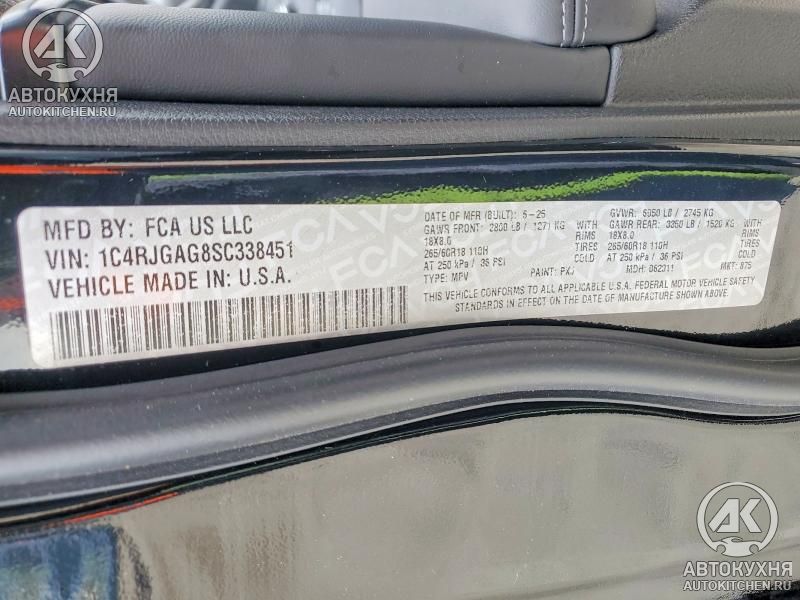 АВТОКУХНЯ
AUTOKITCHEN.RU
MFD BY: FCA US LLC
VIN: 1C4RJGAG8SC338451
VEHICLE MADE IN: U.S.A.
DATE OF MFR (BUILT): 6-25
GVWR: 6050 LB / 2745 KG
GAWR FRONT: 2800 LB / 1271 KG
GAWR REAR: 3350 LB / 1520 KG
18X8.0 RIMS 18X8.0 RIMS
265/60R18 110H TIRES 265/60R18 110H TIRES
AT 250 kPa / 36 PSI COLD AT 250 kPa / 36 PSI COLD
TYPE: MPV PAINT: PXJ MDH: 062311 MKT: 875
THIS VEHICLE CONFORMS TO ALL APPLICABLE U.S.A. FEDERAL MOTOR VEHICLE SAFETY
STANDARDS IN EFFECT ON THE DATE OF MANUFACTURE SHOWN ABOVE.
АВТОКУХНЯ
AUTOKITCHEN.RU